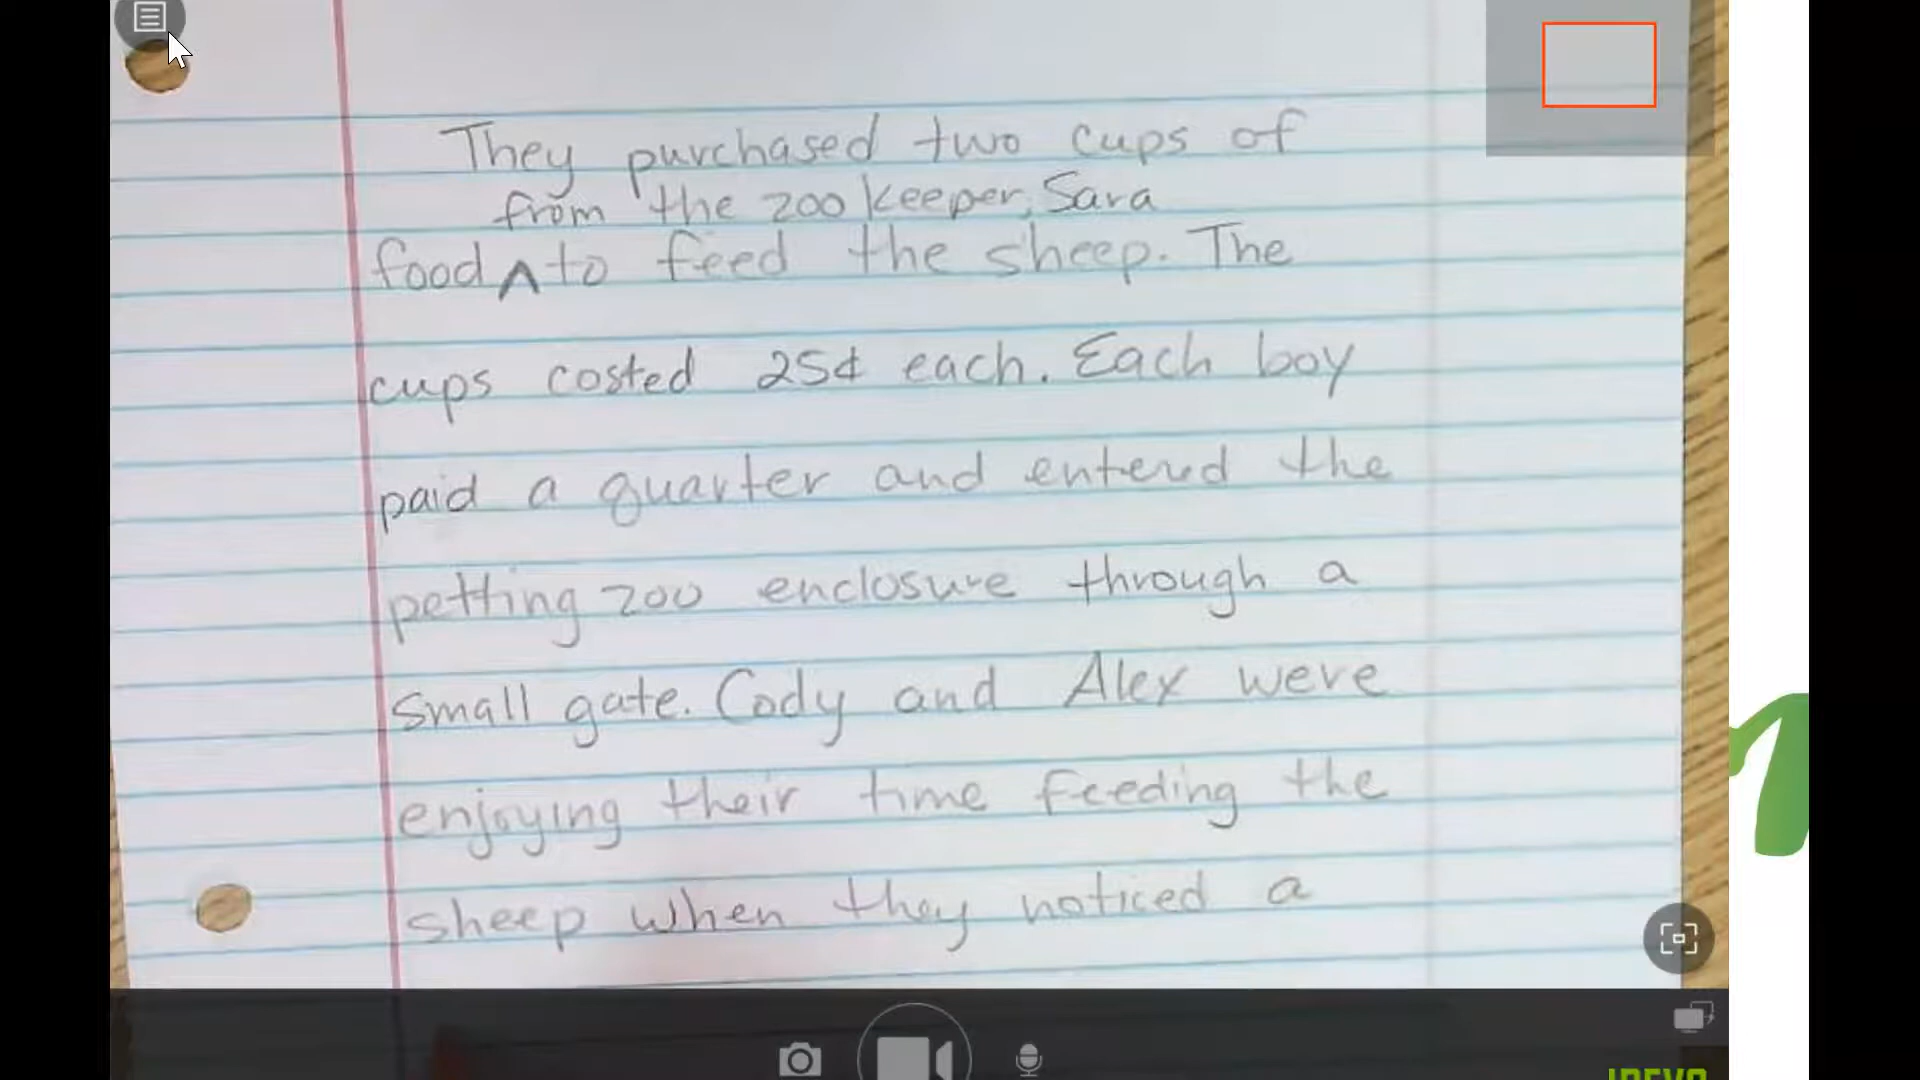 They purchased two cups of
from the zoo keeper, Sara
food ^ to feed the sheep. The
cups costed 25¢ each. Each boy
paid a quarter and entered the
petting zoo enclosure through a
small gate. Cody and Alex were
enjoying their time feeding the
sheep when they noticed a